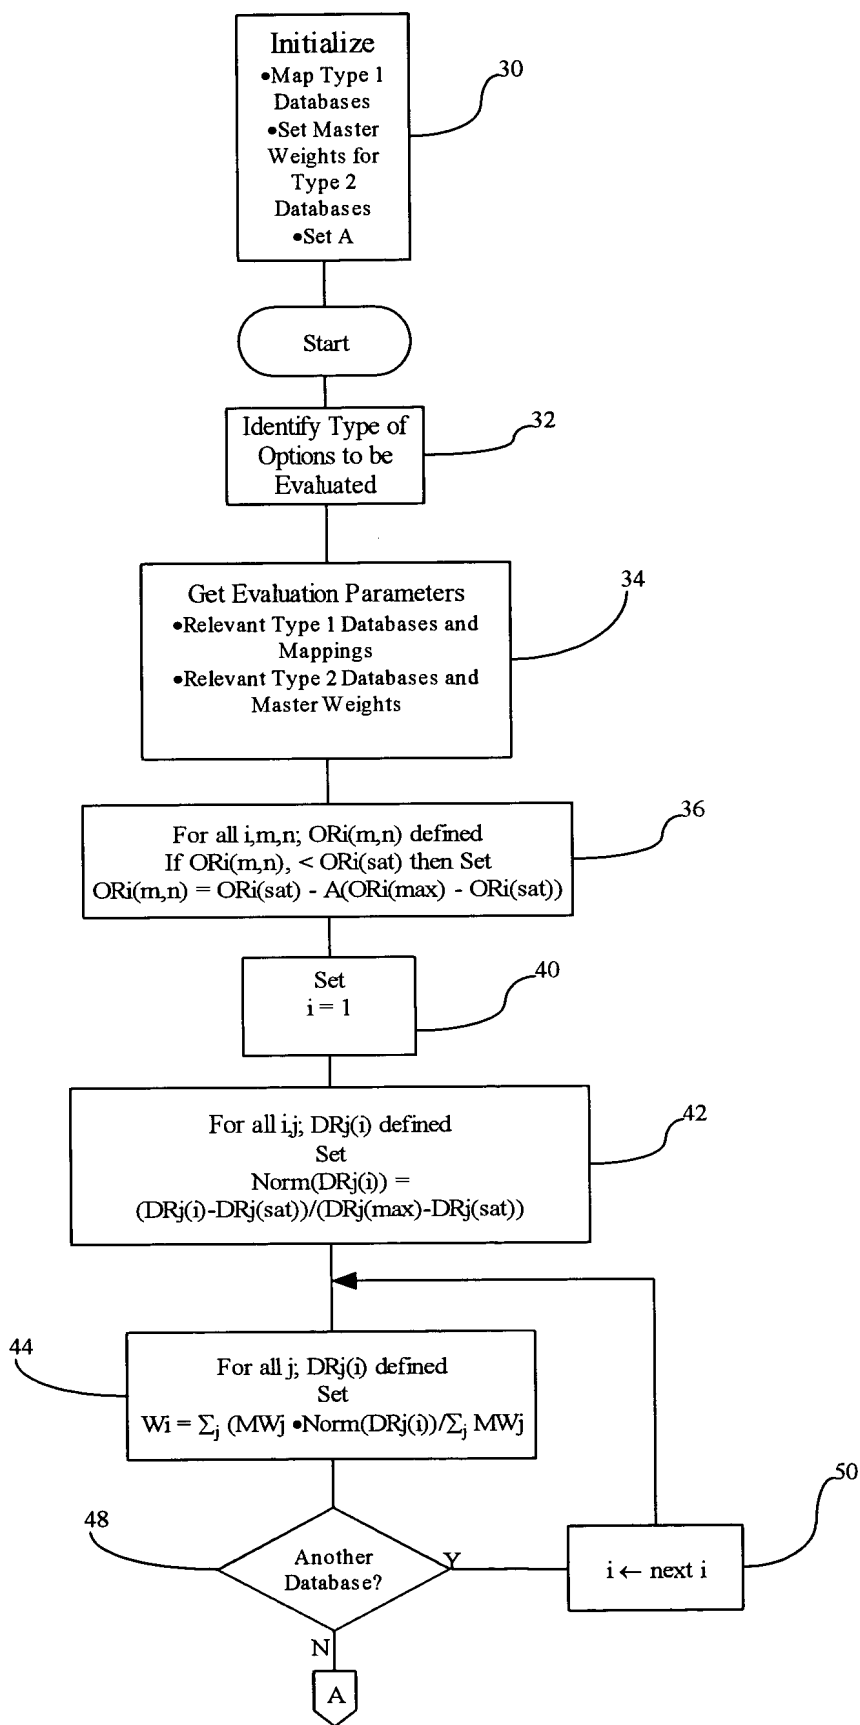 Initialize
•Map Type 1
Databases
•Set Master
Weights for
Type 2
Databases
•Set A
30
Start
Identify Type of
Options to be
Evaluated
32
Get Evaluation Parameters
•Relevant Type 1 Databases and
Mappings
•Relevant Type 2 Databases and
Master Weights
34
For all i,m,n; ORi(m,n) defined
If ORi(m,n), < ORi(sat) then Set
ORi(m,n) = ORi(sat) - A(ORi(max) - ORi(sat))
36
Set
i = 1
40
For all i,j; DRj(i) defined
Set
Norm(DRj(i)) =
(DRj(i)-DRj(sat))/(DRj(max)-DRj(sat))
42
For all j; DRj(i) defined
Set
Wi = Σj (MWj •Norm(DRj(i))/Σj MWj
44
Another
Database?
48
Y
i ← next i
50
N
A